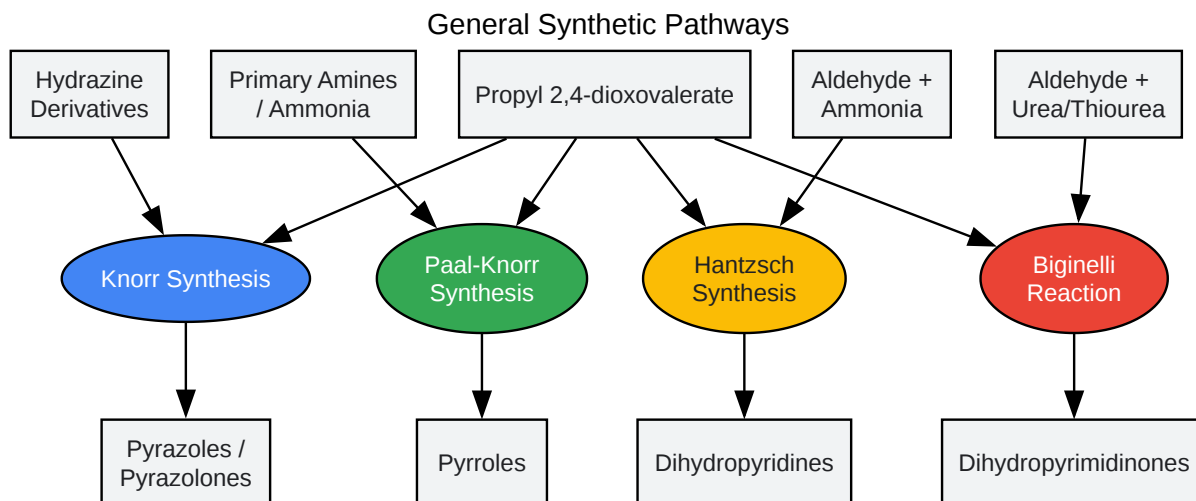 General Synthetic Pathways
Hydrazine
Derivatives
Primary Amines
/ Ammonia
Propyl 2,4-dioxovalerate
Aldehyde +
Ammonia
Aldehyde +
Urea/Thiourea
Knorr Synthesis
Paal-Knorr
Synthesis
Hantzsch
Synthesis
Biginelli
Reaction
Pyrazoles /
Pyrazolones
Pyrroles
Dihydropyridines
Dihydropyrimidinones